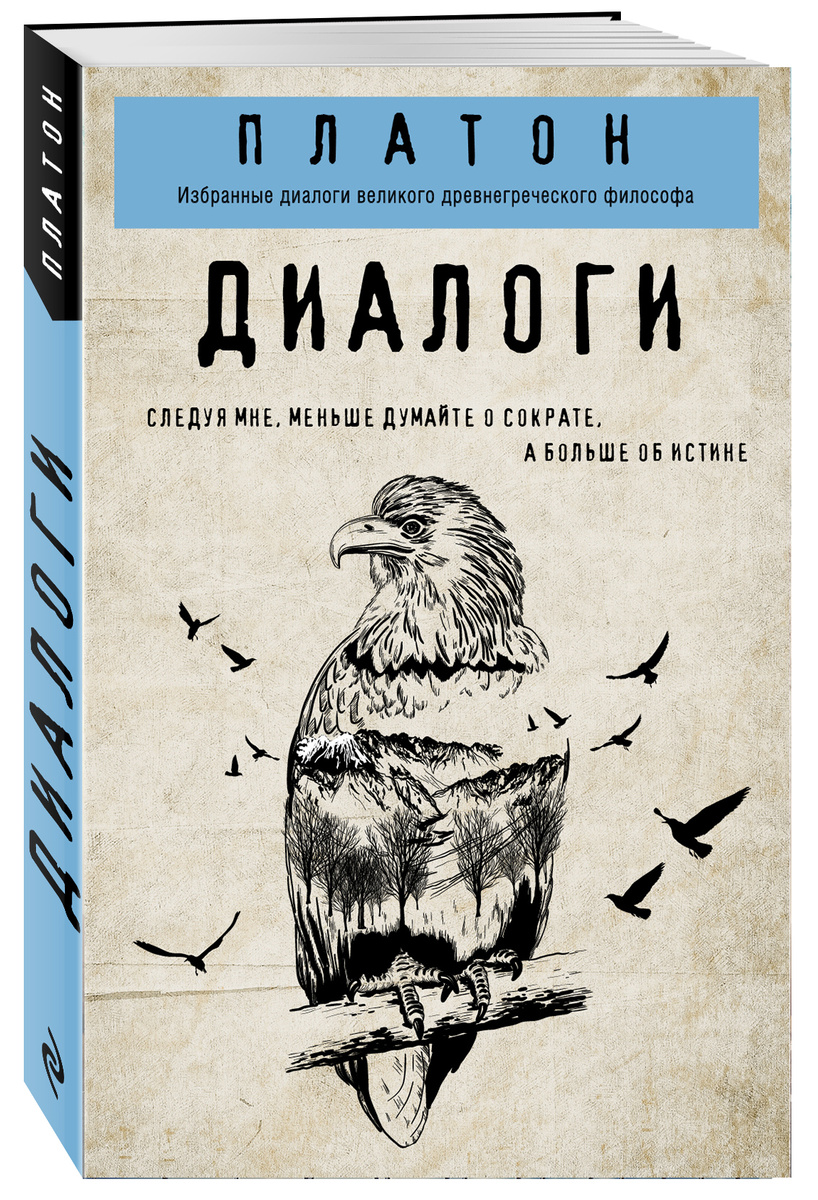 ПЛАТОН
Избранные диалоги великого древнегреческого философа
ДИАЛОГИ
СЛЕДУЯ МНЕ, МЕНЬШЕ ДУМАЙТЕ О СОКРАТЕ,
А БОЛЬШЕ ОБ ИСТИНЕ
ПЛАТОН
ДИАЛОГИ